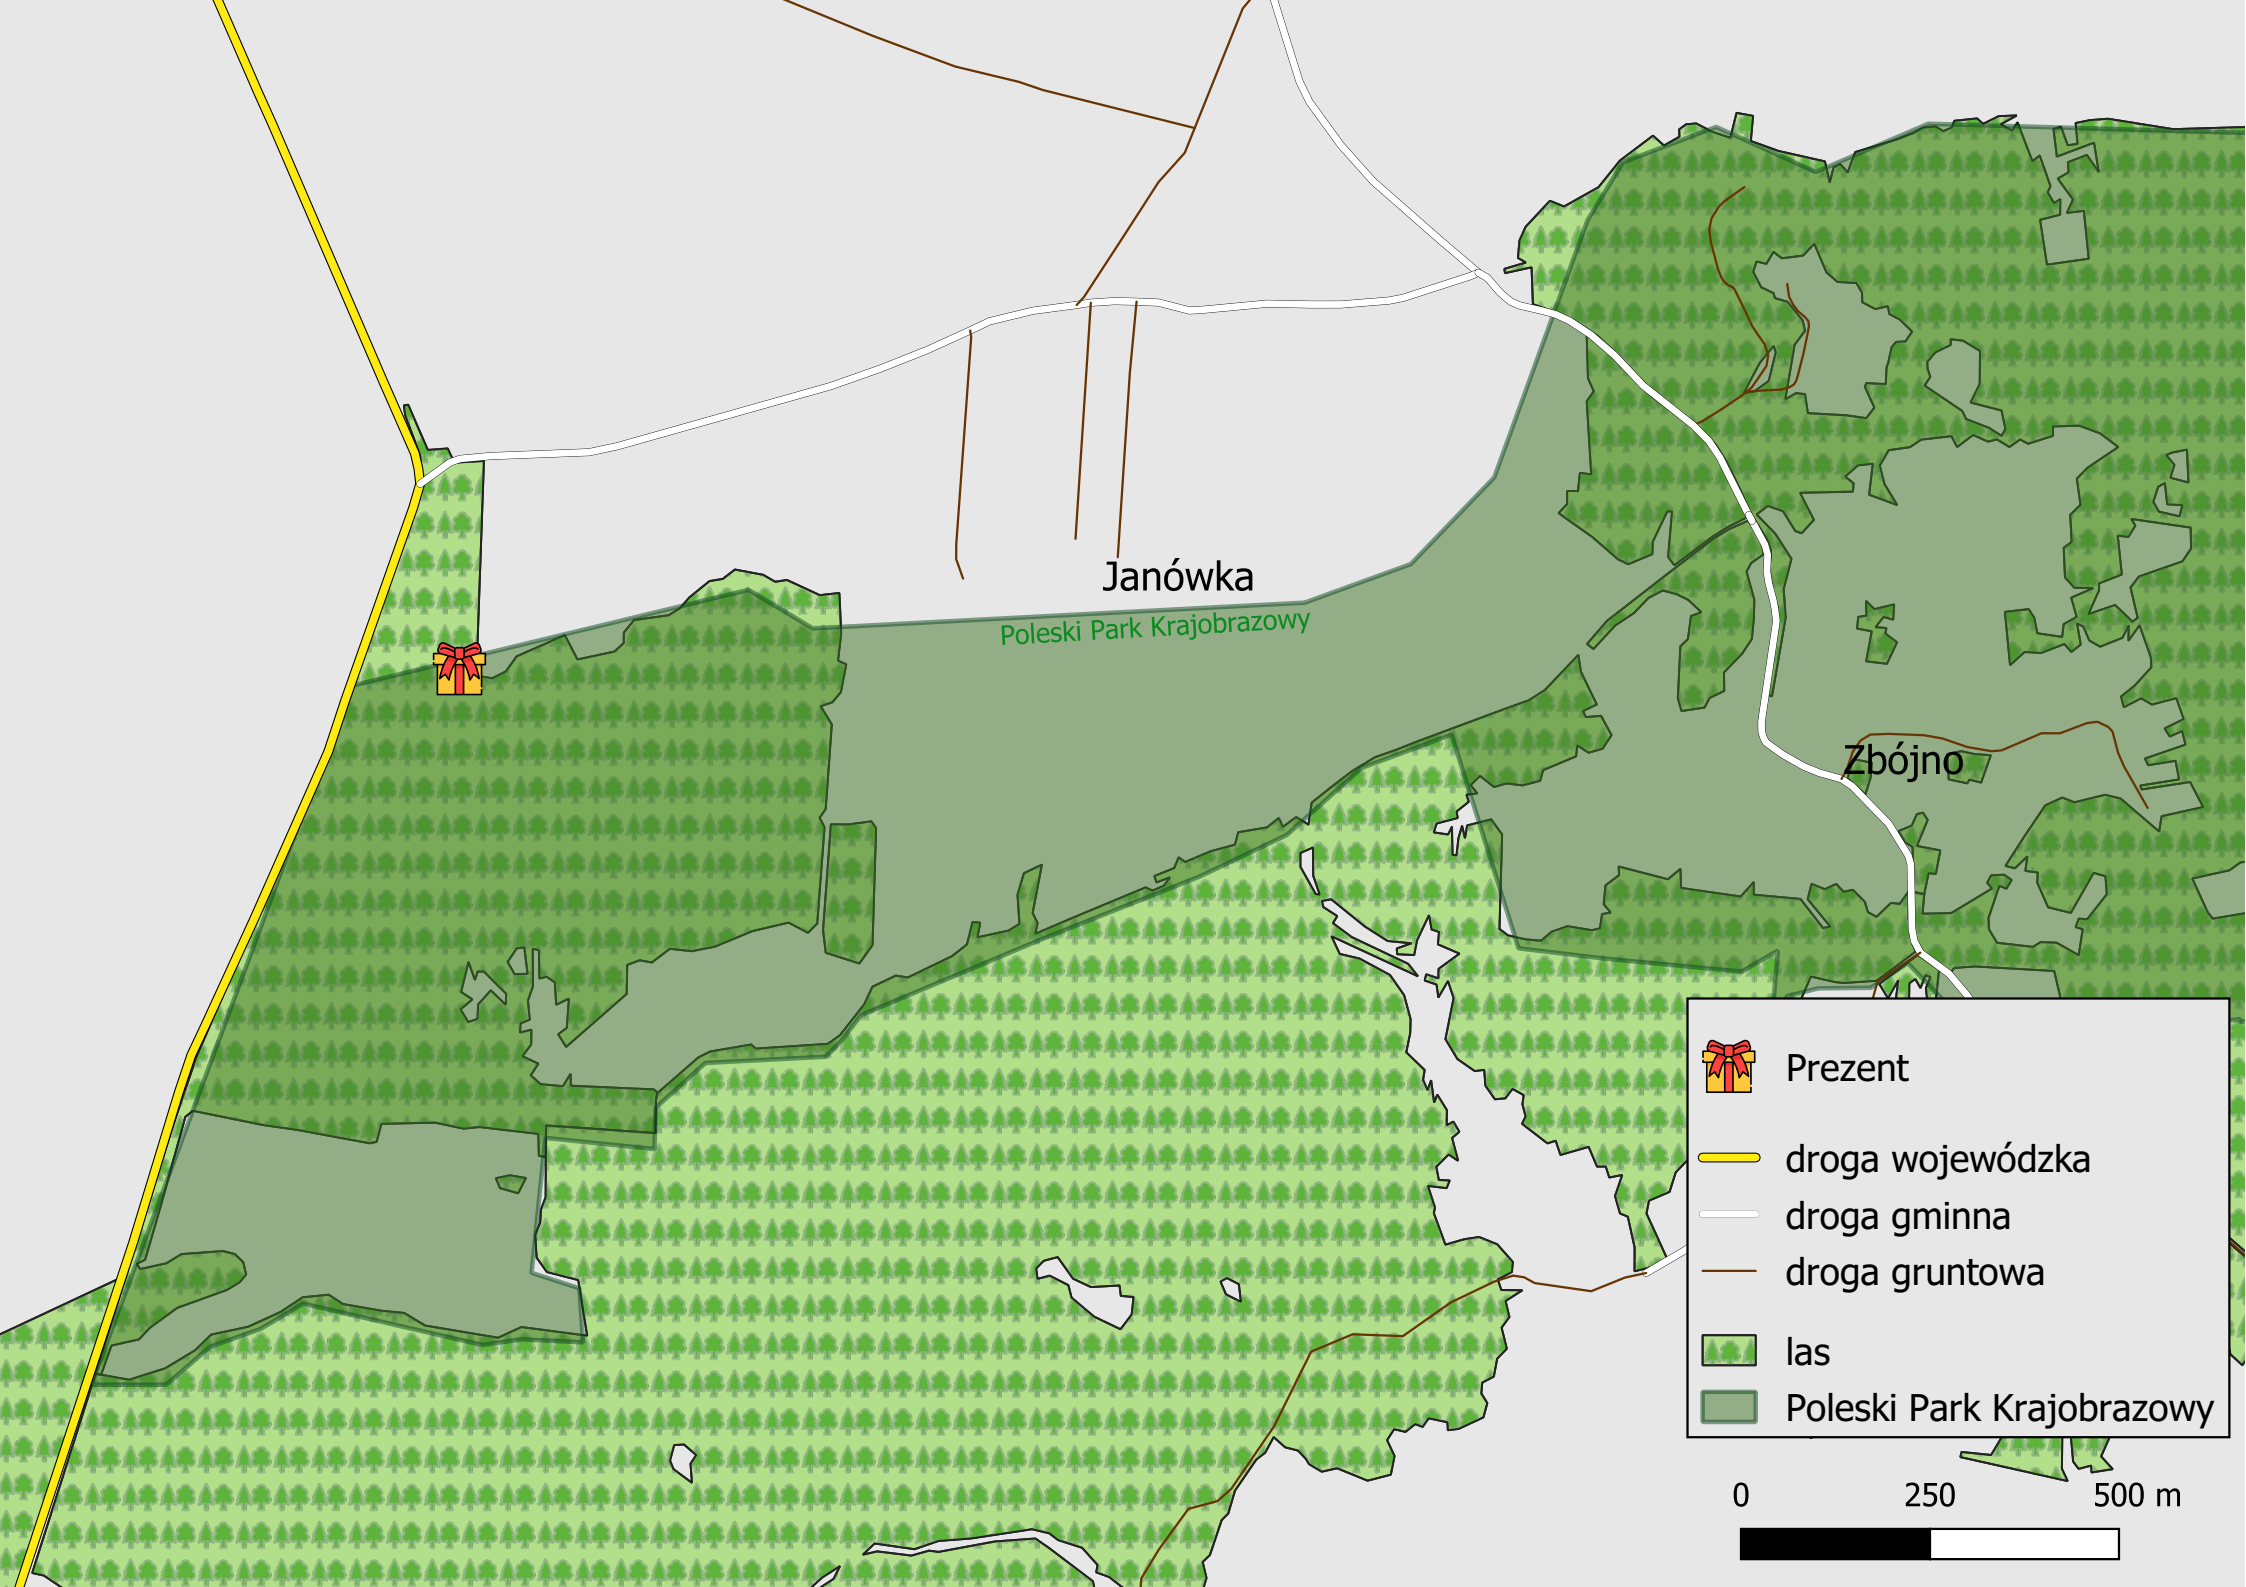 Janówka
Poleski Park Krajobrazowy
Zbójno
Prezent
droga wojewódzka
droga gminna
droga gruntowa
las
Poleski Park Krajobrazowy
0 250 500 m